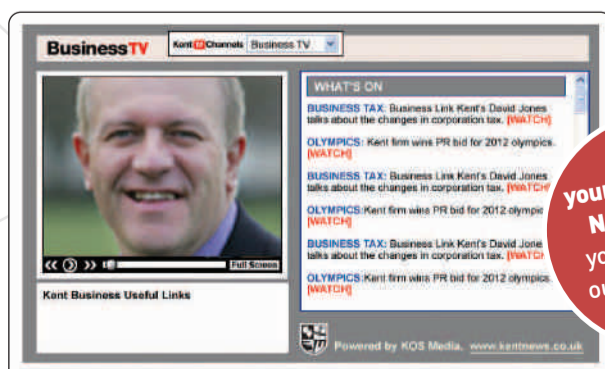 BusinessTV
Kent TV Channels Business TV
WHAT'S ON
BUSINESS TAX: Business Link Kent's David Jones
talks about the changes in corporation tax. [WATCH]
OLYMPICS: Kent firm wins PR bid for 2012 olympics.
[WATCH]
BUSINESS TAX: Business Link Kent's David Jones
talks about the changes in corporation tax. [WATCH]
OLYMPICS:Kent firm wins PR bid for 2012 olympic
[WATCH]
BUSINESS TAX: Business Link Kent's David Jone
talks about the changes in corporation tax. [WATCH
OLYMPICS:Kent firm wins PR bid for 2012 olympics.
[WATCH]
Full Screen
Kent Business Useful Links
Powered by KOS Media. www.kentnews.co.uk
your
N
yo
ou